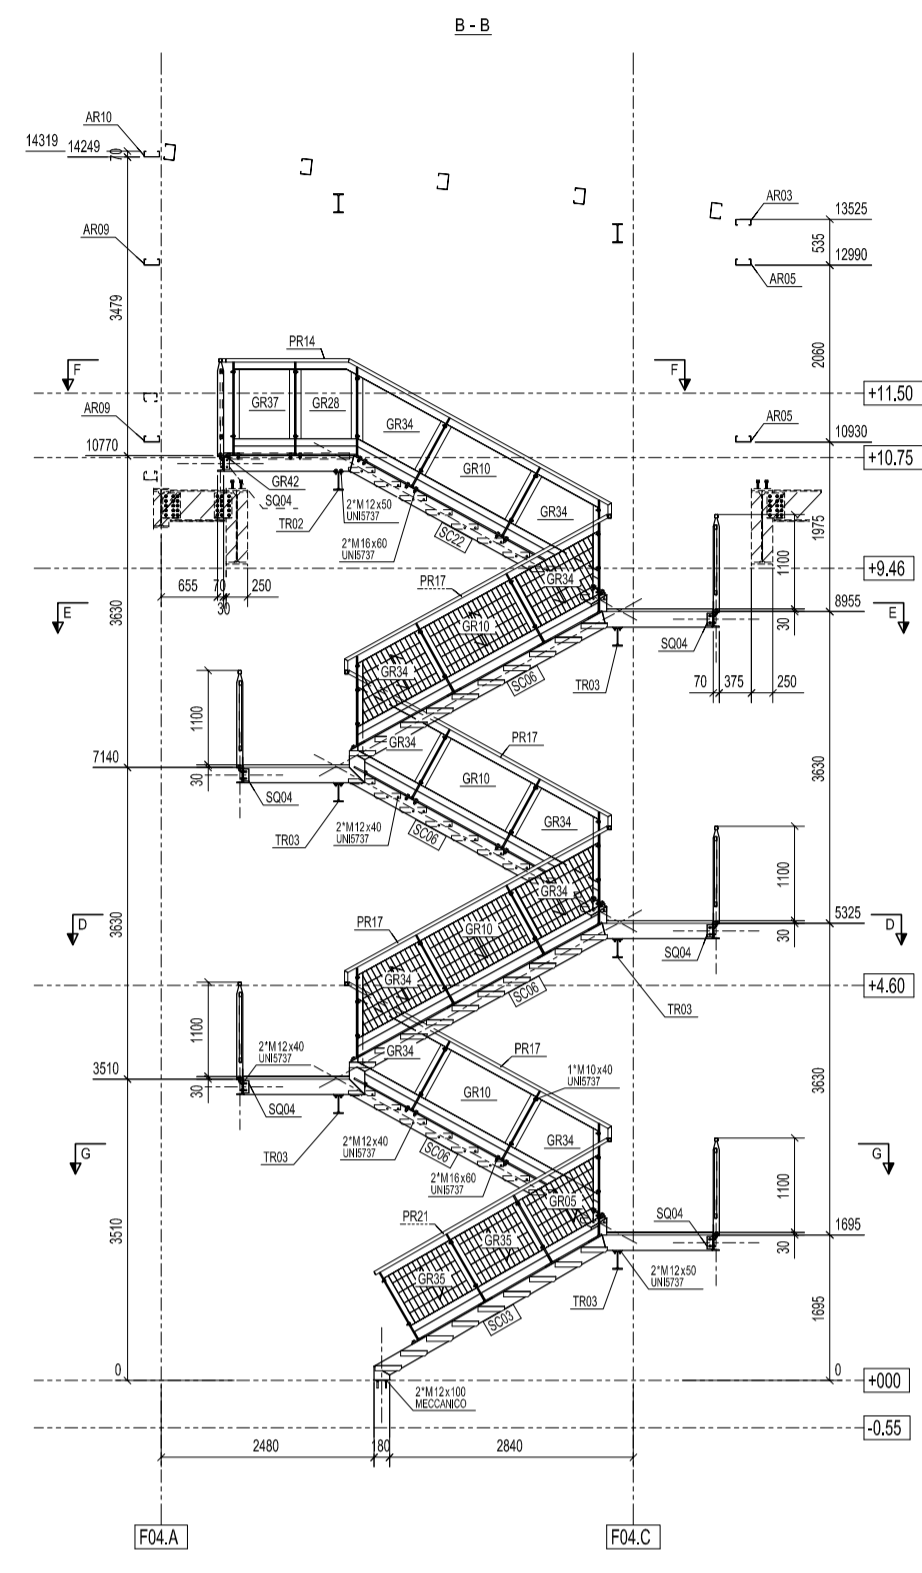 B - B
AR10
14319 14249
70
AR03
13525
535
AR09
12990
AR05
3479
2060
PR14
F
F
+11.50
GR37
GR28
GR34
AR09
AR05
10930
10770
+10.75
GR10
GR42
SQ04
TR02
2*M12x50
UNI5737
SC22
GR34
2*M16x60
UNI5737
1975
1100
+9.46
PR17
GR34
655
70
250
30
3630
E
E
8955
GR10
30
SQ04
GR34
SC06
TR03
70
375
250
1100
GR34
PR17
7140
GR10
3630
30
SQ04
TR03
2*M12x40
UNI5737
SC06
GR34
GR34
1100
D
D
5325
PR17
GR10
30
3630
SQ04
GR34
SC06
+4.60
TR03
1100
2*M12x40
UNI5737
GR34
PR17
1*M10x40
UNI5737
3510
3630
30
SQ04
GR10
TR03
2*M12x40
UNI5737
SC06
GR34
G
G
2*M16x60
UNI5737
1100
GR05
SQ04
1695
PR21
3510
GR35
30
GR35
2*M12x50
UNI5737
TR03
SC03
1695
0
0
+000
2*M12x100
MECCANICO
-0.55
2480
180
2840
F04.A
F04.C